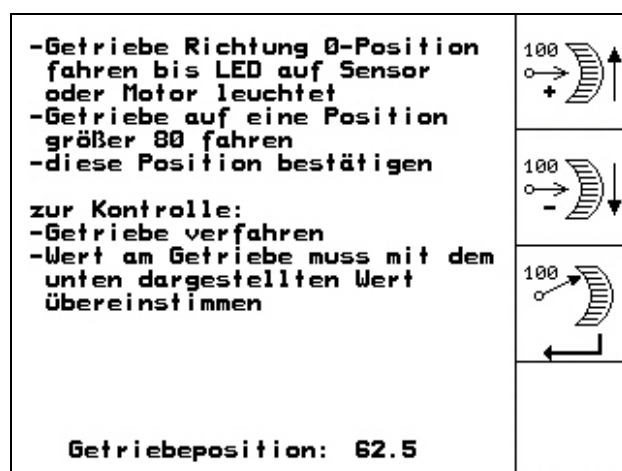 -Getriebe Richtung 0-Position
fahren bis LED auf Sensor
oder Motor leuchtet
-Getriebe auf eine Position
größer 80 fahren
-diese Position bestätigen
zur Kontrolle:
-Getriebe verfahren
-Wert am Getriebe muss mit dem
unten dargestellten Wert
übereinstimmen
Getriebeposition: 62.5
100
+
100
-
100